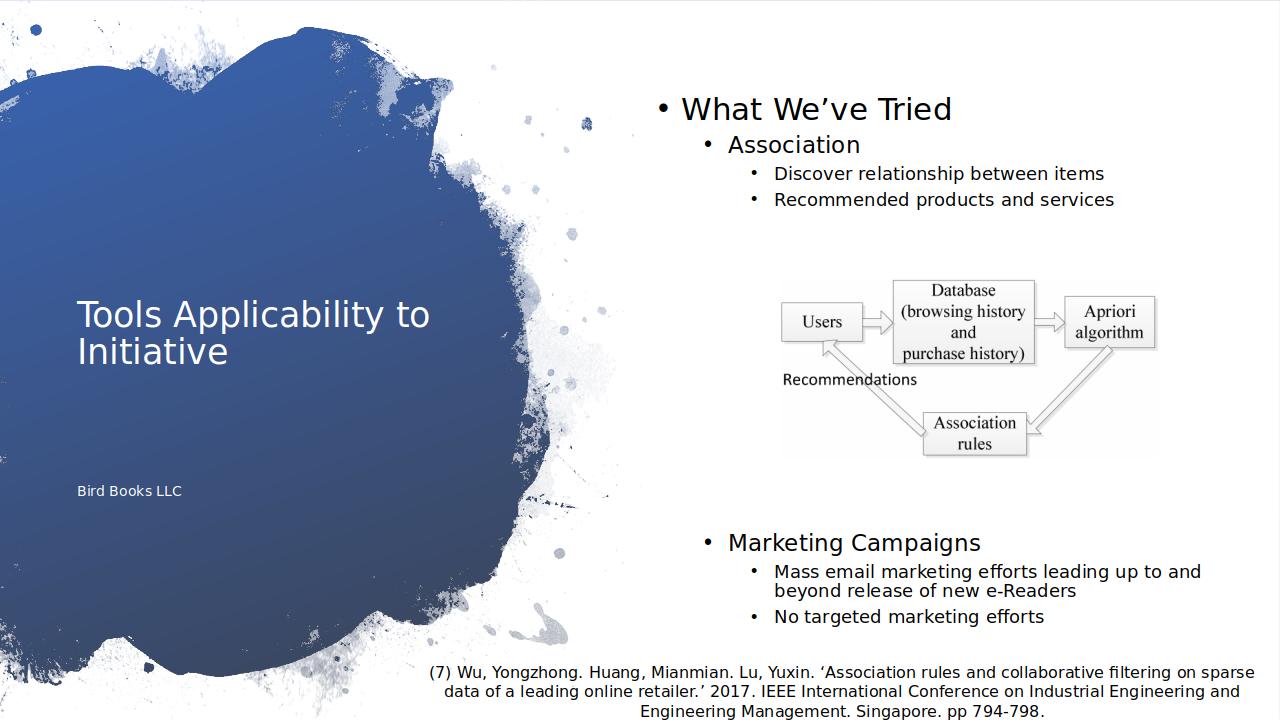 Tools Applicability to
Initiative
Bird Books LLC
• What We’ve Tried
• Association
• Discover relationship between items
• Recommended products and services
Users
Database
(browsing history
and
purchase history)
Apriori
algorithm
Recommendations
Association
rules
• Marketing Campaigns
• Mass email marketing efforts leading up to and
beyond release of new e-Readers
• No targeted marketing efforts
(7) Wu, Yongzhong. Huang, Mianmian. Lu, Yuxin. ‘Association rules and collaborative filtering on sparse
data of a leading online retailer.’ 2017. IEEE International Conference on Industrial Engineering and
Engineering Management. Singapore. pp 794-798.